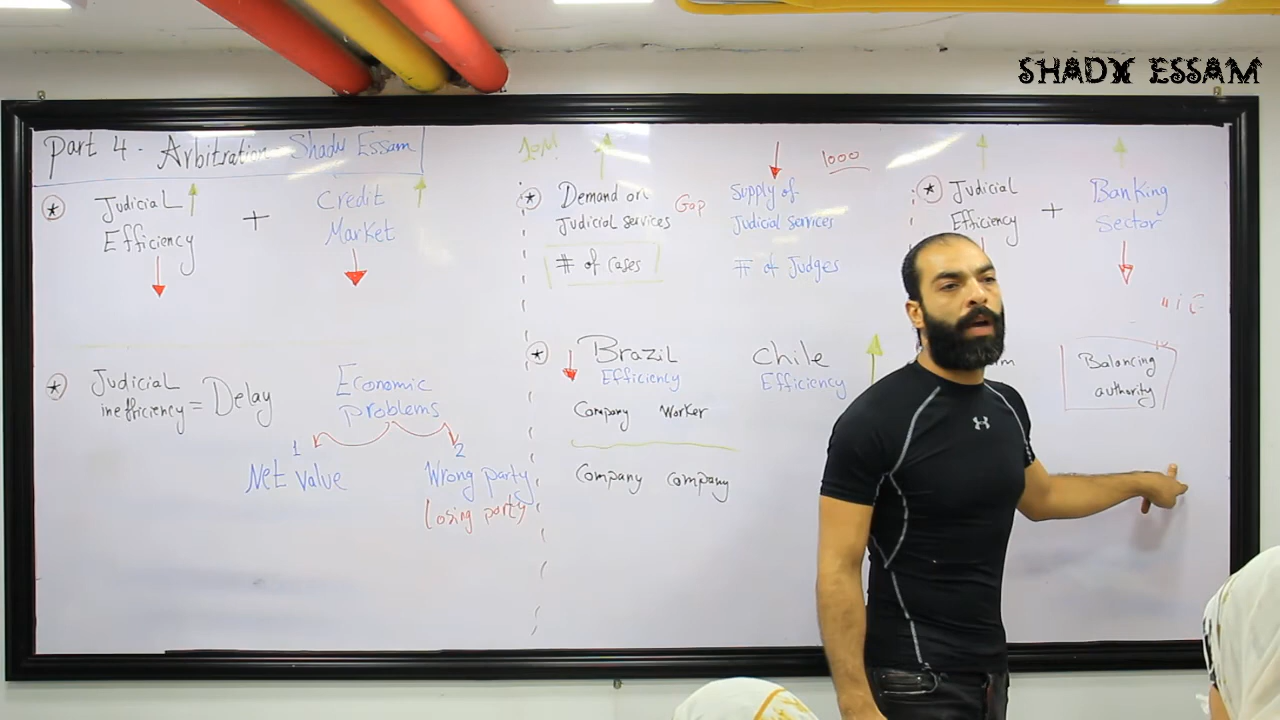 SHADY ESSAM
Part 4 - Arbitration - Shady Essam
Judicial
Efficiency
+
Credit
Market
Judicial
inefficiency = Delay
Economic
problems
1
Net value
2
Wrong party
losing party
10M
Demand on
Judicial services
# of cases
Gap
1000
Supply of
Judicial services
# of Judges
Brazil
Efficiency
Company Worker
Company company
Chile
Efficiency
Judicial
Efficiency
+
Banking
Sector
Balancing
authority